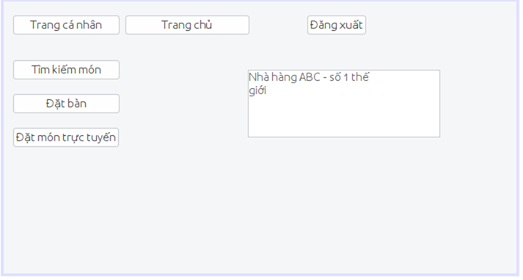 Trang cá nhân
Trang chủ
Đăng xuất
Tìm kiếm món
Đặt bàn
Đặt món trực tuyến
Nhà hàng ABC - số 1 thế
giới